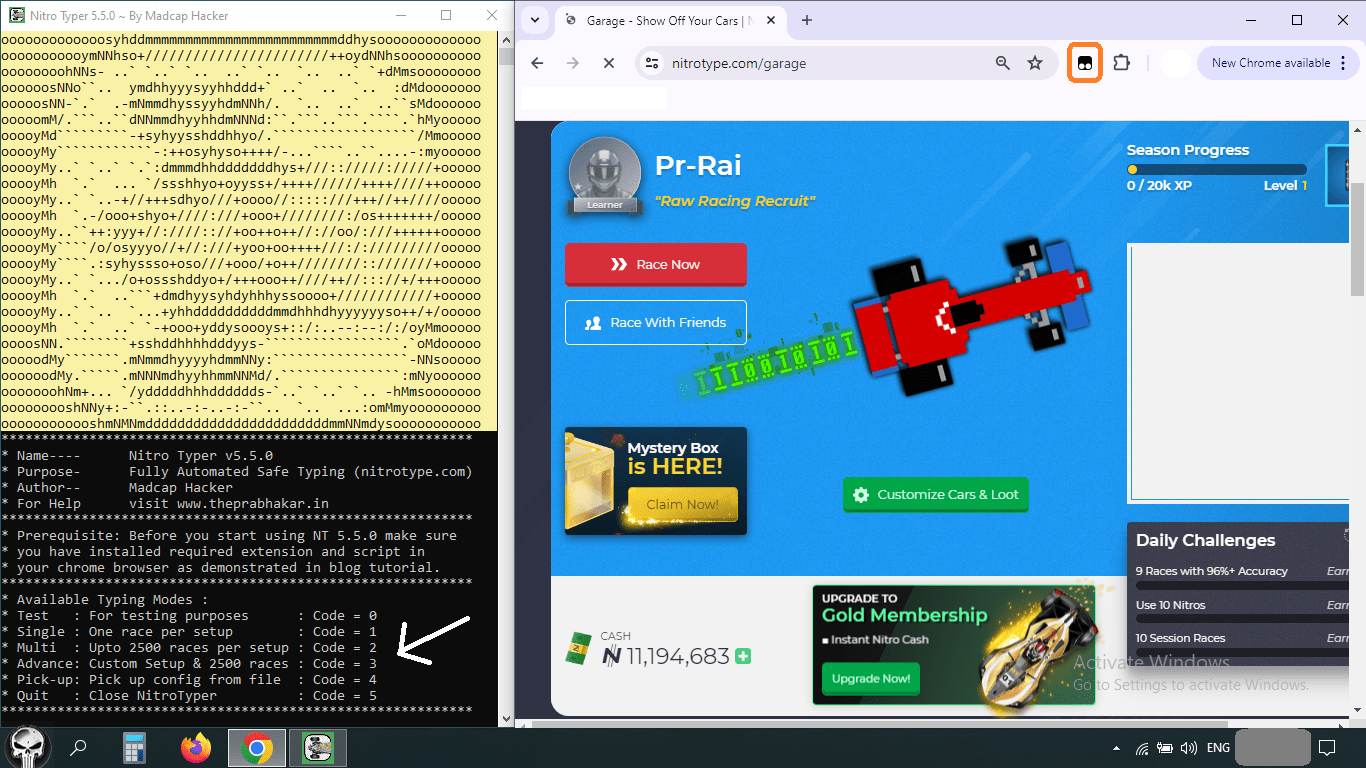 Nitro Typer 5.5.0 ~ By Madcap Hacker
* Name---- Nitro Typer v5.5.0
* Purpose- Fully Automated Safe Typing (nitrotype.com)
* Author-- Madcap Hacker
* For Help visit www.theprabhakar.in
* Prerequisite: Before you start using NT 5.5.0 make sure
* you have installed required extension and script in
* your chrome browser as demonstrated in blog tutorial.
* Available Typing Modes :
* Test : For testing purposes : Code = 0
* Single : One race per setup : Code = 1
* Multi : Upto 2500 races per setup : Code = 2
* Advance: Custom Setup & 2500 races : Code = 3
* Pick-up: Pick up config from file : Code = 4
* Quit : Close NitroTyper : Code = 5
Garage - Show Off Your Cars |
nitrotype.com/garage
New Chrome available
Learner
Pr-Rai
"Raw Racing Recruit"
Season Progress
0 / 20k XP Level 1
Race Now
Race With Friends
Mystery Box
is HERE!
Claim Now!
Customize Cars & Loot
Daily Challenges
9 Races with 96%+ Accuracy
Use 10 Nitros
10 Session Races
CASH
11,194,683
UPGRADE TO
Gold Membership
Instant Nitro Cash
Upgrade Now!
Activate Windows
Go to Settings to activate Windows.
ENG